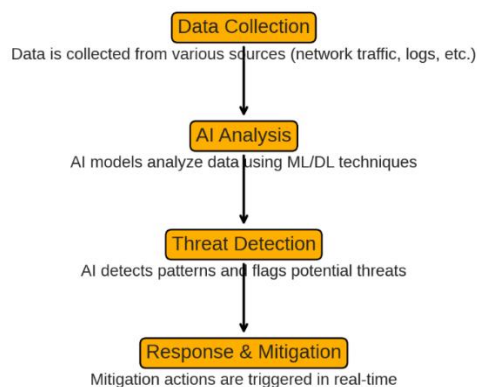 Data Collection
Data is collected from various sources (network traffic, logs, etc.)
AI Analysis
AI models analyze data using ML/DL techniques
Threat Detection
AI detects patterns and flags potential threats
Response & Mitigation
Mitigation actions are triggered in real-time